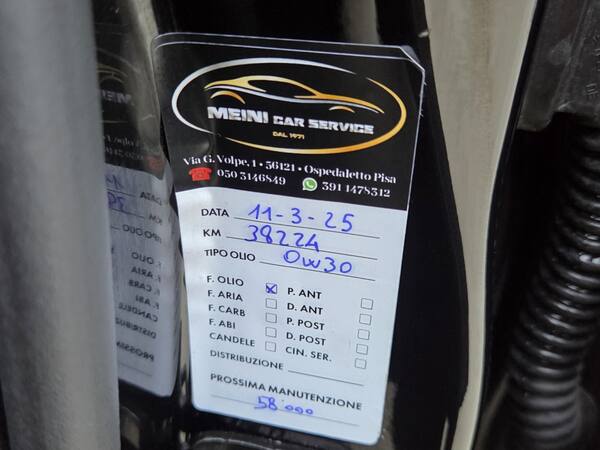 MEINI CAR SERVICE
DAL 1971
Via G. Volpe, 1 • 56121 • Ospedaletto Pisa
☎ 050 3146849 391 1478312
DATA 11-3-25
KM 38224
TIPO OLIO 0w30
F. OLIO ☒ P. ANT ☐
F. ARIA ☐ D. ANT ☐
F. CARB ☐ P. POST ☐
F. ABI ☐ D. POST ☐
CANDELE ☐ CIN. SER. ☐
DISTRIBUZIONE
PROSSIMA MANUTENZIONE
58'000